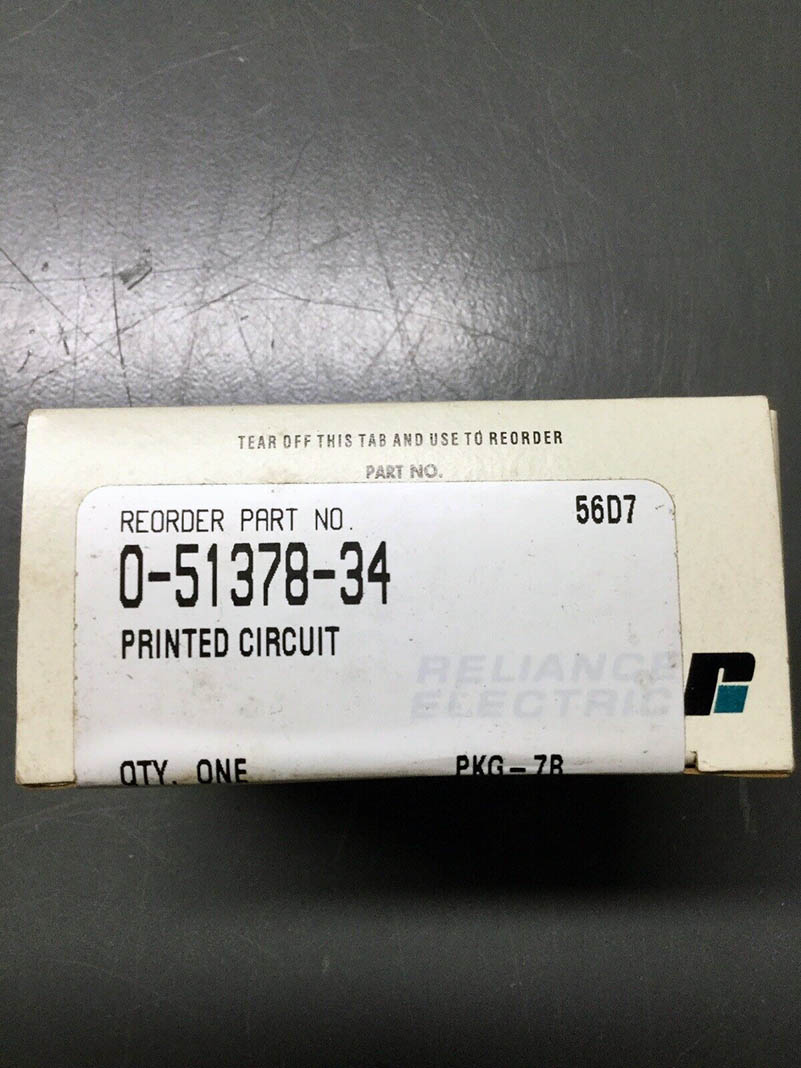 TEAR OFF THIS TAB AND USE TO REORDER
PART NO.
REORDER PART NO. 56D7
0-51378-34
PRINTED CIRCUIT
RELIANCE
ELECTRIC
QTY. ONE PKG-7B